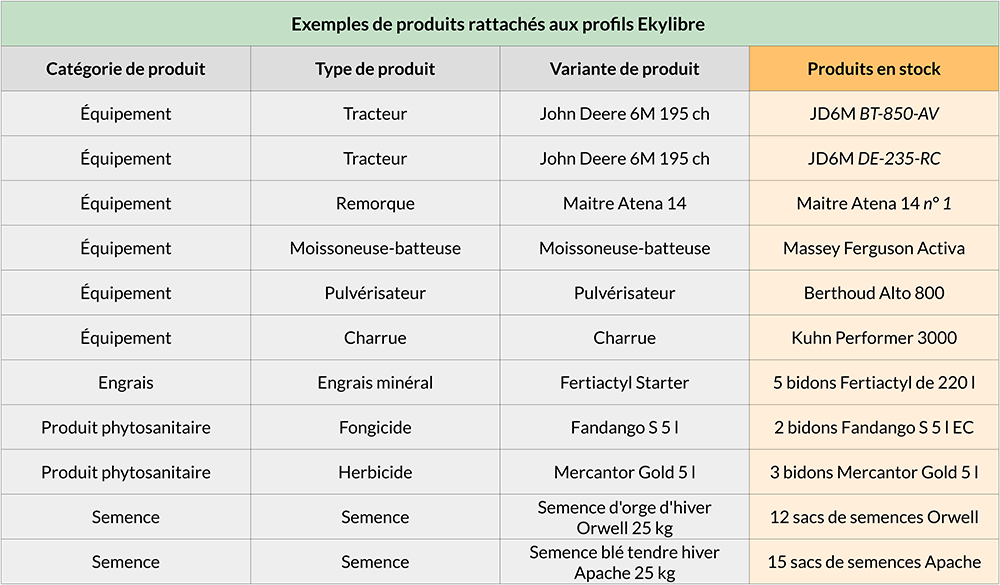 Exemples de produits rattachés aux profils Ekylibre
Catégorie de produit Type de produit Variante de produit Produits en stock
Équipement Tracteur John Deere 6M 195 ch JD6M BT-850-AV
Équipement Tracteur John Deere 6M 195 ch JD6M DE-235-RC
Équipement Remorque Maitre Atena 14 Maitre Atena 14 n° 1
Équipement Moissoneuse-batteuse Moissoneuse-batteuse Massey Ferguson Activa
Équipement Pulvérisateur Pulvérisateur Berthoud Alto 800
Équipement Charrue Charrue Kuhn Performer 3000
Engrais Engrais minéral Fertiactyl Starter 5 bidons Fertiactyl de 220 l
Produit phytosanitaire Fongicide Fandango S 5 l 2 bidons Fandango S 5 l EC
Produit phytosanitaire Herbicide Mercantor Gold 5 l 3 bidons Mercantor Gold 5 l
Semence Semence Semence d'orge d'hiver
Orwell 25 kg 12 sacs de semences Orwell
Semence Semence Semence blé tendre hiver
Apache 25 kg 15 sacs de semences Apache